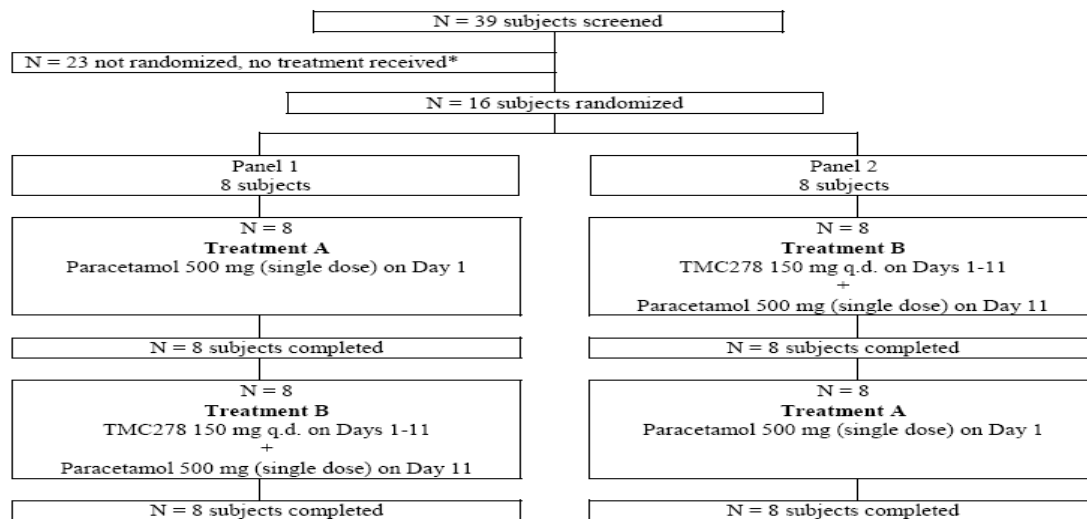 N = 39 subjects screened
N = 23 not randomized, no treatment received*
N = 16 subjects randomized
Panel 1
8 subjects
Panel 2
8 subjects
N = 8
Treatment A
Paracetamol 500 mg (single dose) on Day 1
N = 8
Treatment B
TMC278 150 mg q.d. on Days 1-11
+
Paracetamol 500 mg (single dose) on Day 11
N = 8 subjects completed
N = 8 subjects completed
N = 8
Treatment B
TMC278 150 mg q.d. on Days 1-11
+
Paracetamol 500 mg (single dose) on Day 11
N = 8
Treatment A
Paracetamol 500 mg (single dose) on Day 1
N = 8 subjects completed
N = 8 subjects completed